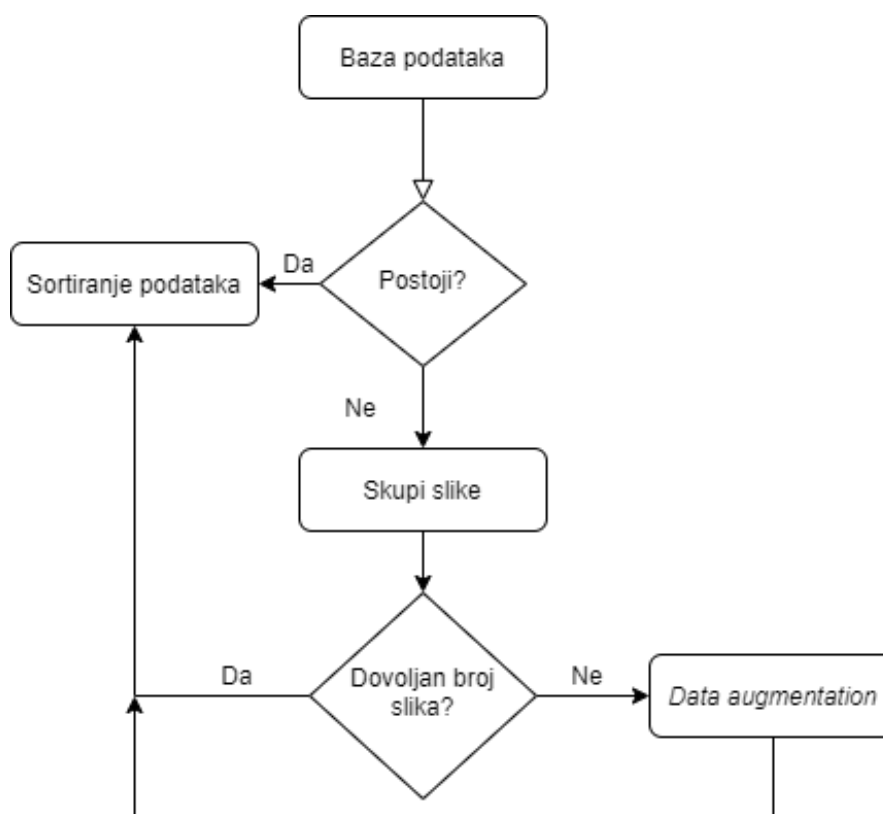 Baza podataka
Postoji?
Da
Sortiranje podataka
Ne
Skupi slike
Dovoljan broj
slika?
Da
Ne
Data augmentation